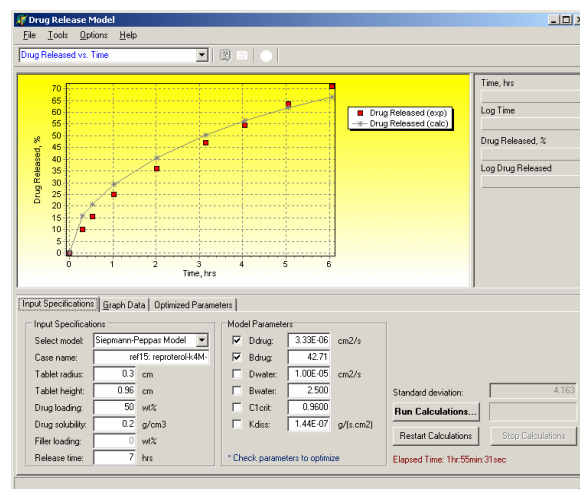 Drug Release Model
File Tools Options Help
Drug Released vs. Time
70
65
60
55
50
45
40
35
30
25
20
15
10
5
0
Drug Released, %
0 1 2 3 4 5 6
Time, hrs
Drug Released (exp)
Drug Released (calc)
Time, hrs
Log Time
Drug Released, %
Log Drug Released
Input Specifications Graph Data Optimized Parameters
Input Specifications
Select model: Siepmann-Peppas Model
Case name: ref15: reproterol-k4M-
Tablet radius: 0.3 cm
Tablet height: 0.96 cm
Drug loading: 50 wt%
Drug solubility: 0.2 g/cm3
Filler loading: 0 wt%
Release time: 7 hrs
Model Parameters
Ddrug: 3.33E-06 cm2/s
Bdrug: 42.71
Dwater: 1.00E-05 cm2/s
Bwater: 2.500
C1crit: 0.9600
Kdiss: 1.44E-07 g/(s.cm2)
* Check parameters to optimize
Standard deviation: 4.163
Run Calculations...
Restart Calculations Stop Calculations
Elapsed Time: 1hr:55min:31sec